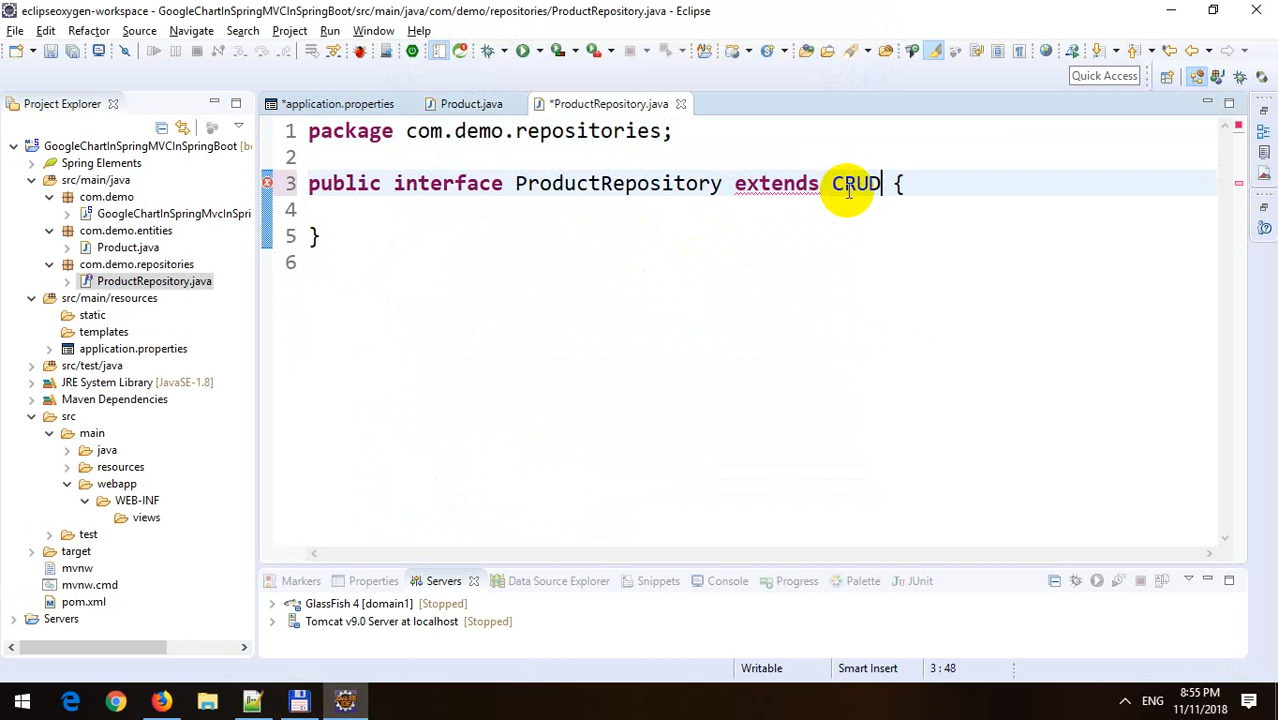 eclipseoxygen-workspace - GoogleChartInSpringMVCInSpringBoot/src/main/java/com/demo/repositories/ProductRepository.java - Eclipse
File Edit Refactor Source Navigate Search Project Run Window Help
Quick Access
Project Explorer
*application.properties Product.java *ProductRepository.java
GoogleChartInSpringMVCInSpringBoot
Spring Elements
src/main/java
com.demo
GoogleChartInSpringMvcInSpri
com.demo.entities
Product.java
com.demo.repositories
ProductRepository.java
src/main/resources
static
templates
application.properties
src/test/java
JRE System Library [JavaSE-1.8]
Maven Dependencies
src
main
java
resources
webapp
WEB-INF
views
test
target
mvnw
mvnw.cmd
pom.xml
Servers
1 package com.demo.repositories;
2
3 public interface ProductRepository extends CRUD {
4
5 }
6
Markers Properties Servers Data Source Explorer Snippets Console Progress Palette JUnit
GlassFish 4 [domain1] [Stopped]
Tomcat v9.0 Server at localhost [Stopped]
Writable Smart Insert 3 : 48
ENG 8:55 PM
11/11/2018